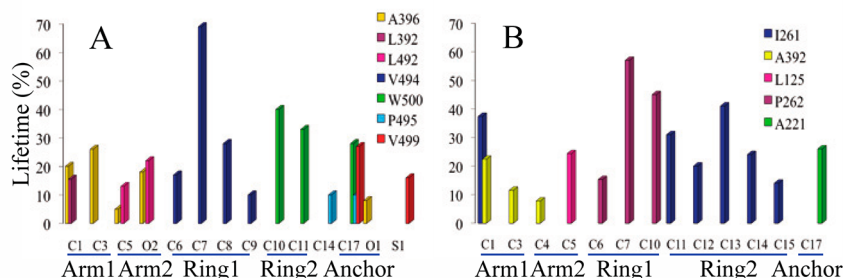 A
Lifetime (%)
70
60
50
40
30
20
10
0
A396
L392
L492
V494
W500
P495
V499
C1 C3 C5 O2 C6 C7 C8 C9 C10 C11 C14 C17 O1 S1
Arm1 Arm2 Ring1 Ring2 Anchor
B
70
60
50
40
30
20
10
0
I261
A392
L125
P262
A221
C1 C3 C4 C5 C6 C7 C10 C11 C12 C13 C14 C15 C17
Arm1 Arm2 Ring1 Ring2 Anchor